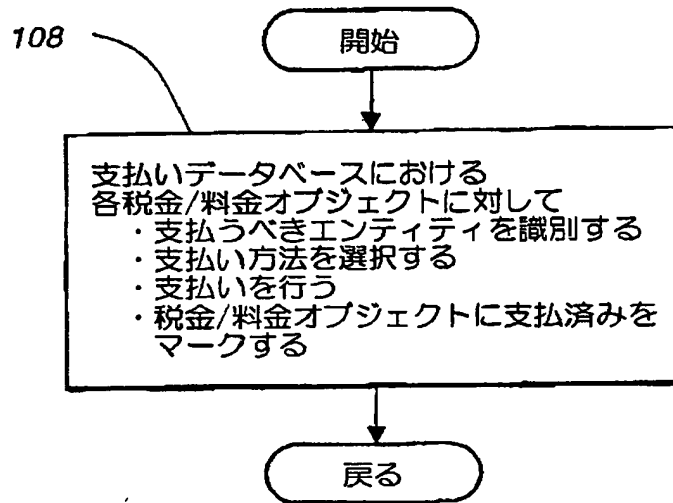 108
開始
支払いデータベースにおける
各税金/料金オブジェクトに対して
・支払うべきエンティティを識別する
・支払い方法を選択する
・支払いを行う
・税金/料金オブジェクトに支払済みを
マークする
戻る